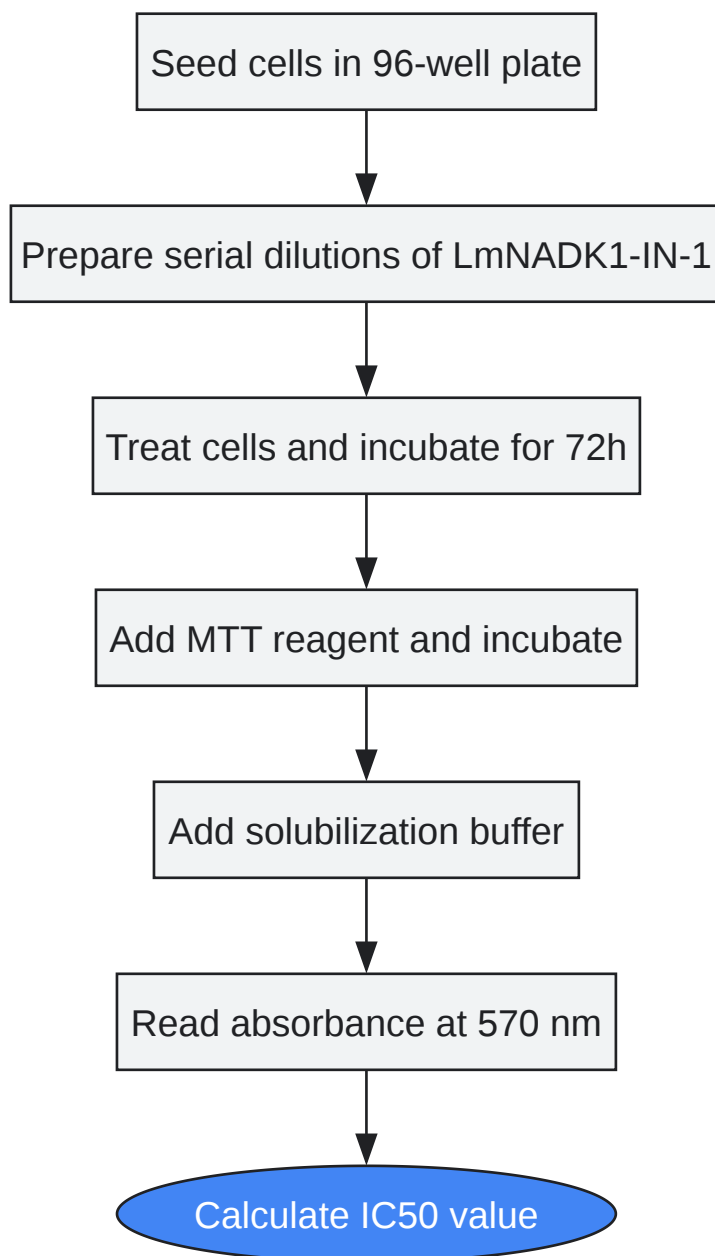 Seed cells in 96-well plate
Prepare serial dilutions of LmNADK1-IN-1
Treat cells and incubate for 72h
Add MTT reagent and incubate
Add solubilization buffer
Read absorbance at 570 nm
Calculate IC50 value